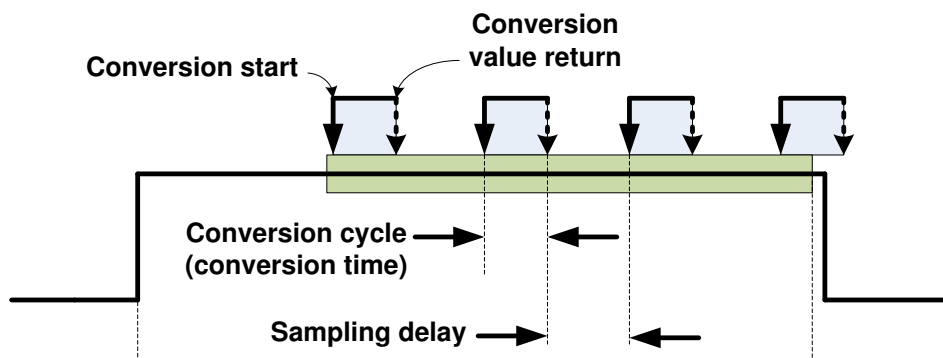 Conversion
value return
Conversion start
Conversion cycle
(conversion time)
Sampling delay